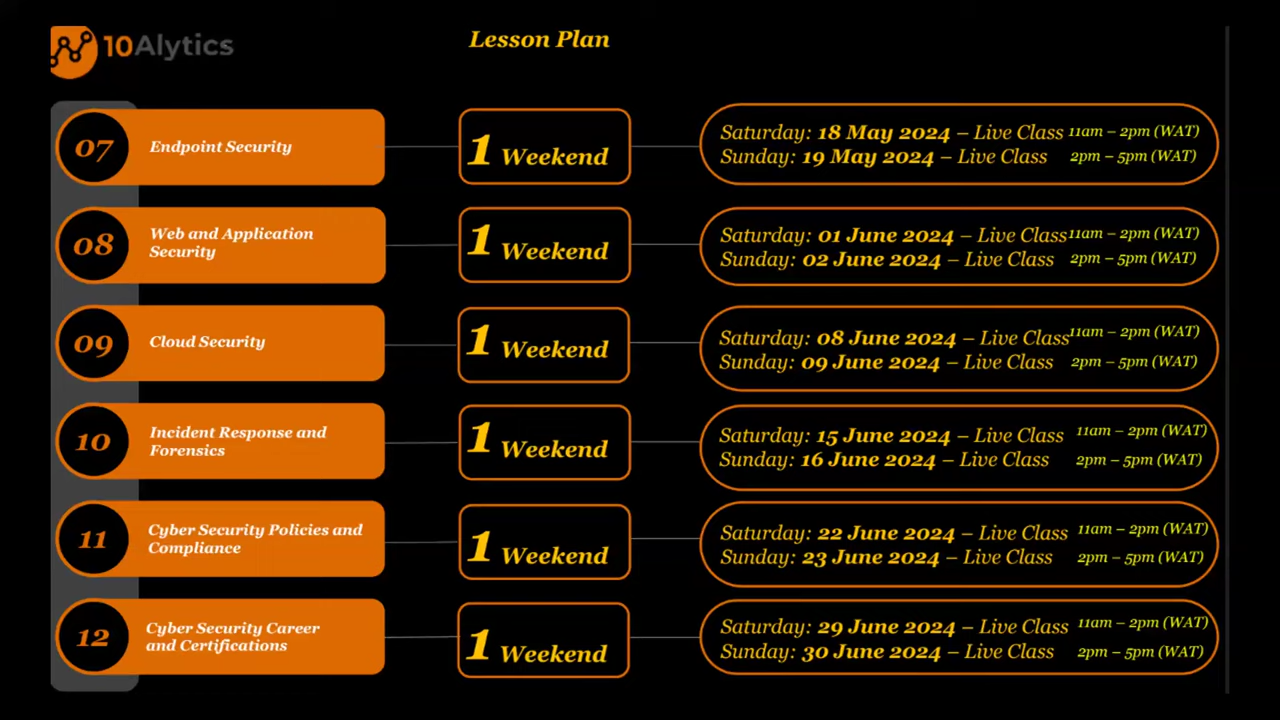 10Alytics
Lesson Plan
07
Endpoint Security
1 Weekend
Saturday: 18 May 2024 – Live Class 11am – 2pm (WAT)
Sunday: 19 May 2024 – Live Class 2pm – 5pm (WAT)
08
Web and Application
Security
1 Weekend
Saturday: 01 June 2024 – Live Class 11am – 2pm (WAT)
Sunday: 02 June 2024 – Live Class 2pm – 5pm (WAT)
09
Cloud Security
1 Weekend
Saturday: 08 June 2024 – Live Class 11am – 2pm (WAT)
Sunday: 09 June 2024 – Live Class 2pm – 5pm (WAT)
10
Incident Response and
Forensics
1 Weekend
Saturday: 15 June 2024 – Live Class 11am – 2pm (WAT)
Sunday: 16 June 2024 – Live Class 2pm – 5pm (WAT)
11
Cyber Security Policies and
Compliance
1 Weekend
Saturday: 22 June 2024 – Live Class 11am – 2pm (WAT)
Sunday: 23 June 2024 – Live Class 2pm – 5pm (WAT)
12
Cyber Security Career
and Certifications
1 Weekend
Saturday: 29 June 2024 – Live Class 11am – 2pm (WAT)
Sunday: 30 June 2024 – Live Class 2pm – 5pm (WAT)